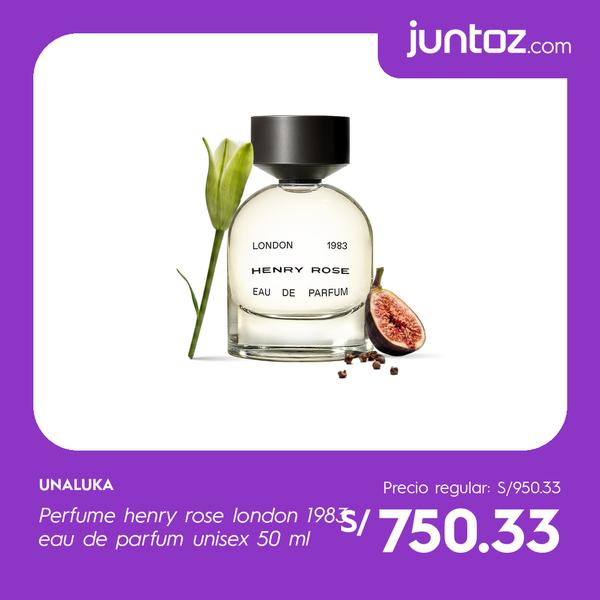 juntoz.com
LONDON 1983
HENRY ROSE
EAU DE PARFUM
UNALUKA
Perfume henry rose london 1983
eau de parfum unisex 50 ml
Precio regular: S/950.33
S/ 750.33